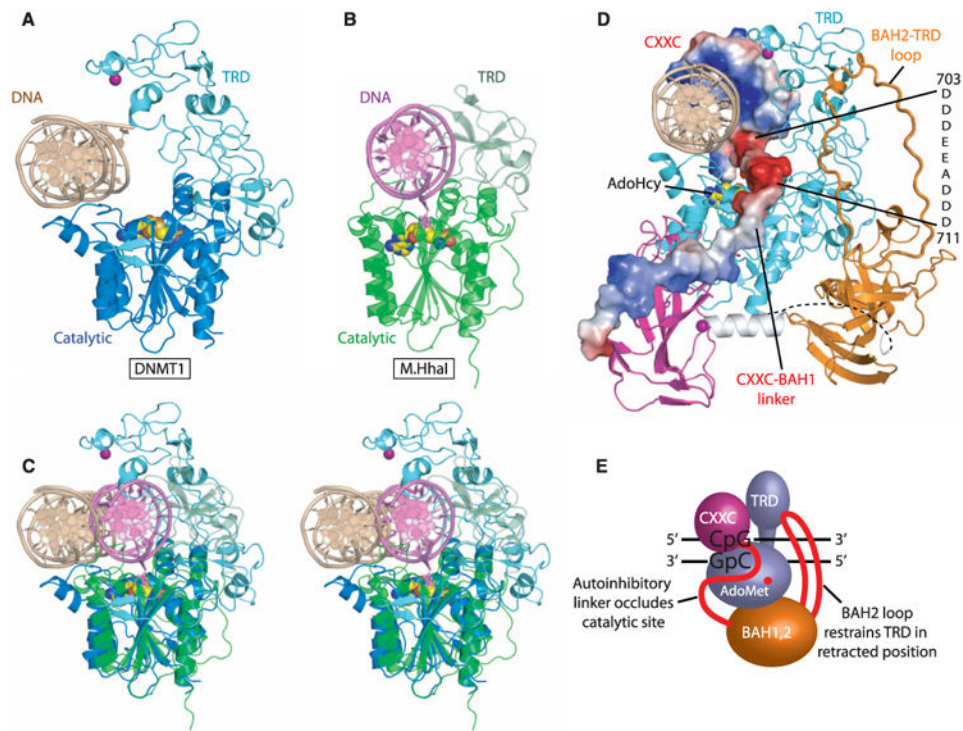 A
DNA
TRD
Catalytic
DNMT1
B
DNA
TRD
Catalytic
M.HhaI
C
D
CXXC
TRD
BAH2-TRD
loop
703
D
D
D
E
E
A
D
D
D
711
AdoHcy
CXXC-BAH1
linker
E
TRD
CXXC
5′ CpG 3′
3′ GpC 5′
AdoMet
Autoinhibitory
linker occludes
catalytic site
BAH1,2
BAH2 loop
restrains TRD in
retracted position